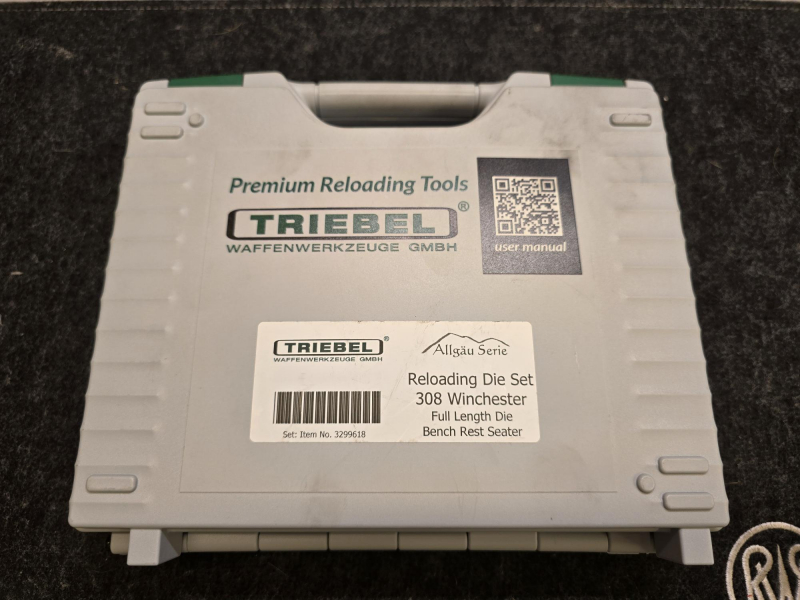 Premium Reloading Tools
TRIEBEL®
WAFFENWERKZEUGE GMBH
user manual
TRIEBEL®
WAFFENWERKZEUGE GMBH
Set: Item No. 3299618
Allgäu Serie
Reloading Die Set
308 Winchester
Full Length Die
Bench Rest Seater
RWS